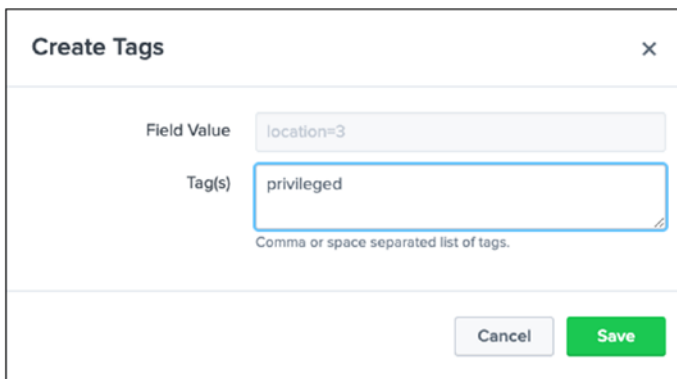 Create Tags ×
Field Value location=3
Tag(s) privileged
Comma or space separated list of tags.
Cancel Save